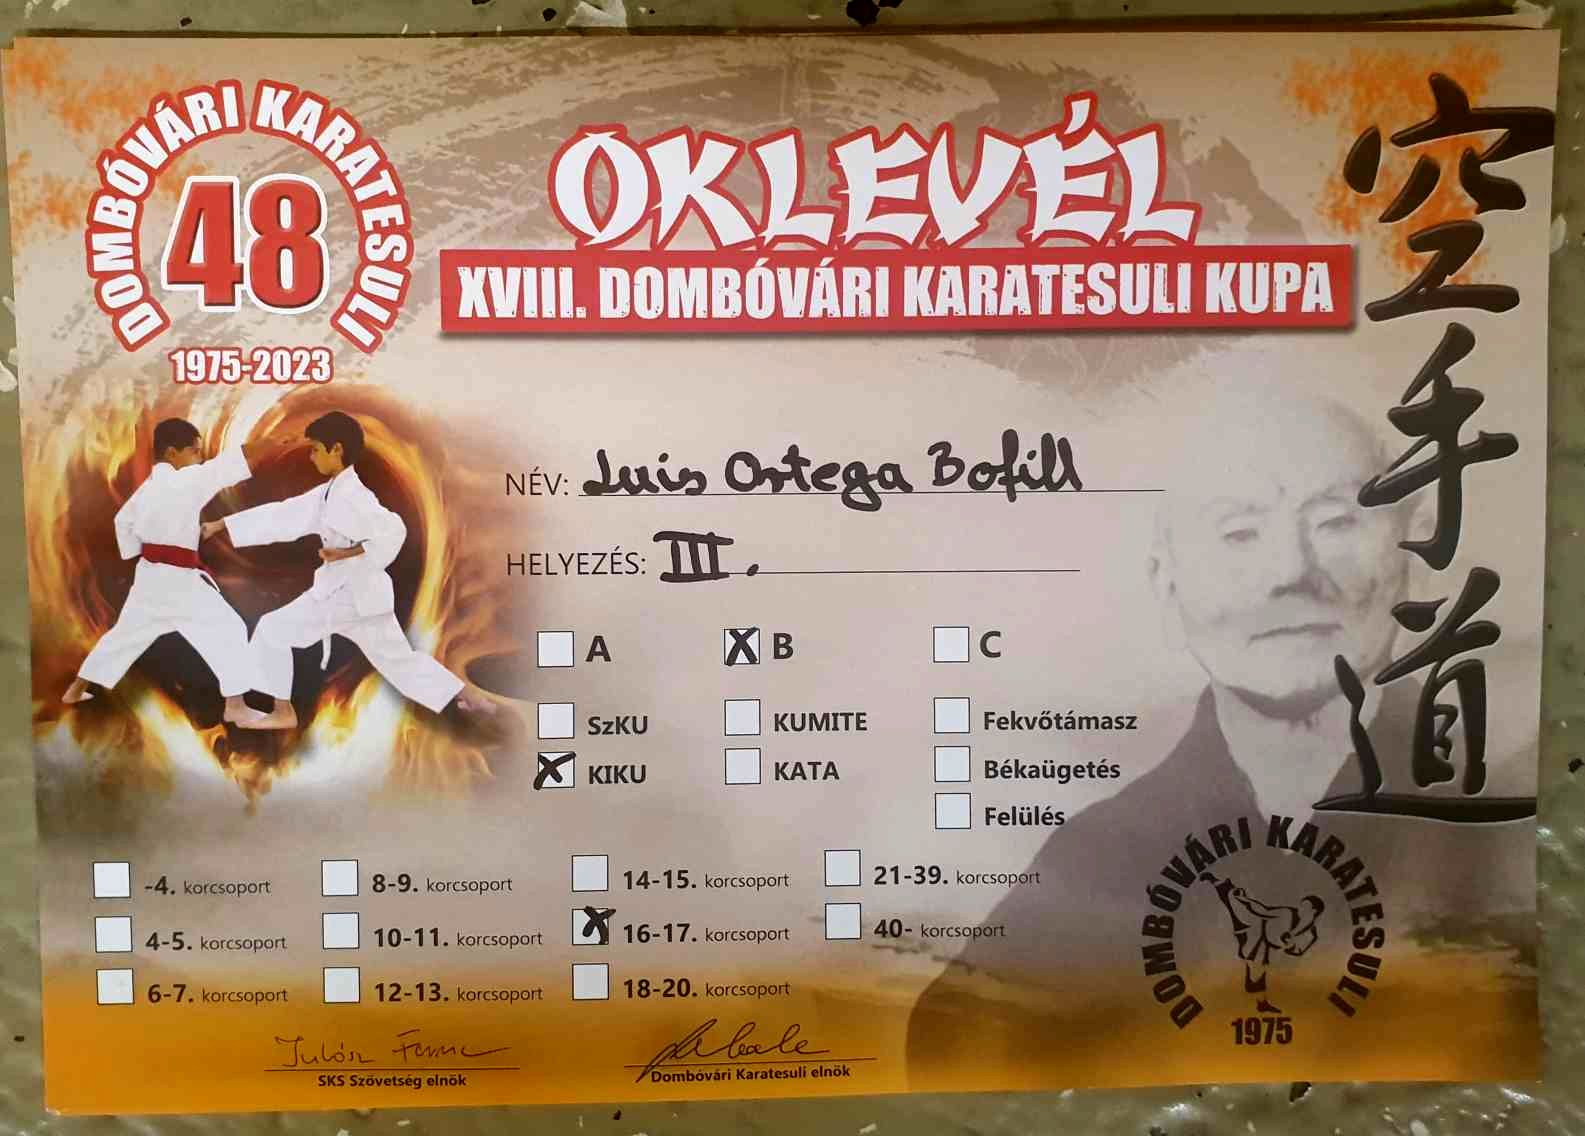 DOMBÓVÁRI KARATESULI
48
1975-2023
OKLEVÉL
XVIII. DOMBÓVÁRI KARATESULI KUPA
空手道
NÉV: Luis Ortega Bofill
HELYEZÉS: III.
A X B C
SzKU KUMITE Fekvőtámasz
X KIKU KATA Békaügetés
Felülés
-4. korcsoport 8-9. korcsoport 14-15. korcsoport 21-39. korcsoport
4-5. korcsoport 10-11. korcsoport X 16-17. korcsoport 40- korcsoport
6-7. korcsoport 12-13. korcsoport 18-20. korcsoport
SKS Szövetség elnök
Dombóvári Karatesuli elnök
DOMBÓVÁRI KARATESULI
1975